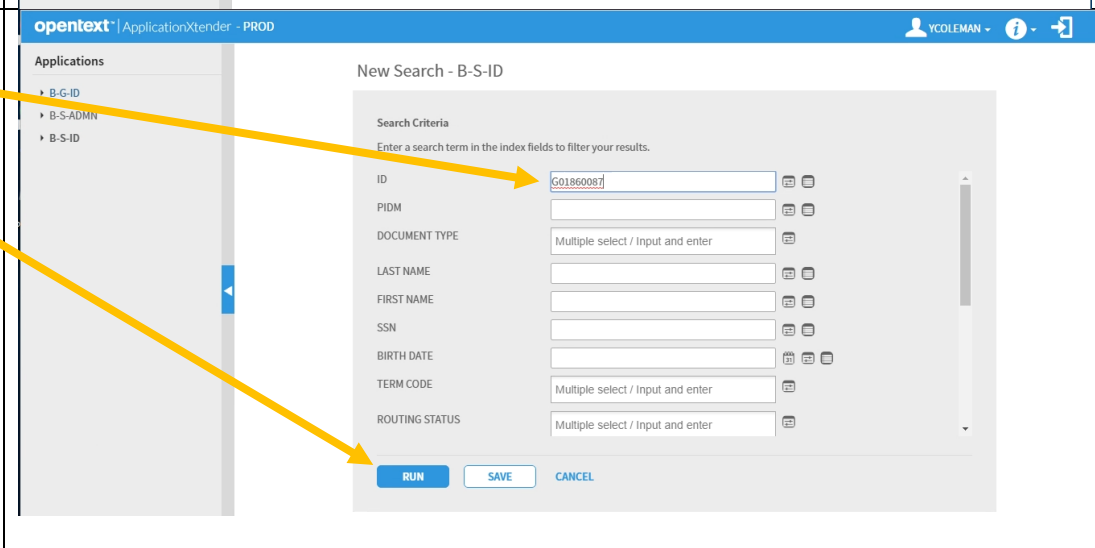 opentext™ | ApplicationXtender - PROD
YCOLEMAN
Applications
B-G-ID
B-S-ADMN
B-S-ID
New Search - B-S-ID
Search Criteria
Enter a search term in the index fields to filter your results.
ID G01860087
PIDM
DOCUMENT TYPE Multiple select / Input and enter
LAST NAME
FIRST NAME
SSN
BIRTH DATE 31
TERM CODE Multiple select / Input and enter
ROUTING STATUS Multiple select / Input and enter
RUN SAVE CANCEL